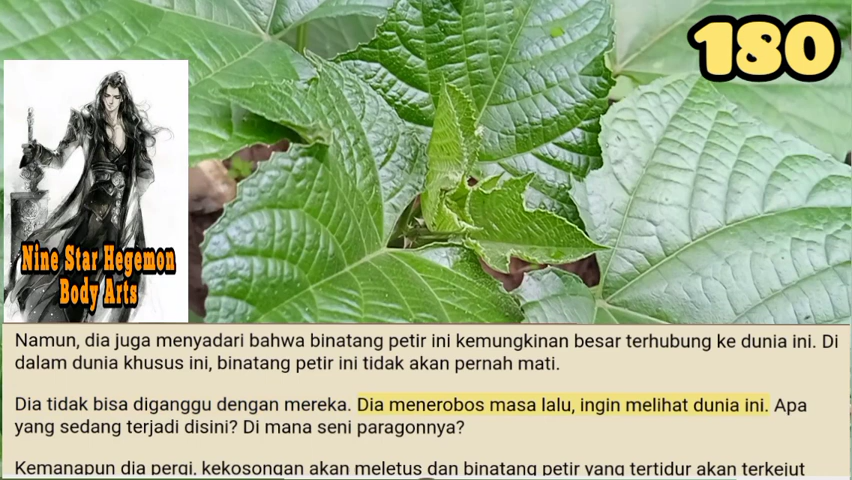 180
Nine Star Hegemon
Body Arts
Namun, dia juga menyadari bahwa binatang petir ini kemungkinan besar terhubung ke dunia ini. Di
dalam dunia khusus ini, binatang petir ini tidak akan pernah mati.
Dia tidak bisa diganggu dengan mereka. Dia menerobos masa lalu, ingin melihat dunia ini. Apa
yang sedang terjadi disini? Di mana seni paragonnya?
Kemanapun dia pergi, kekosongan akan meletus dan binatang petir yang tertidur akan terkejut